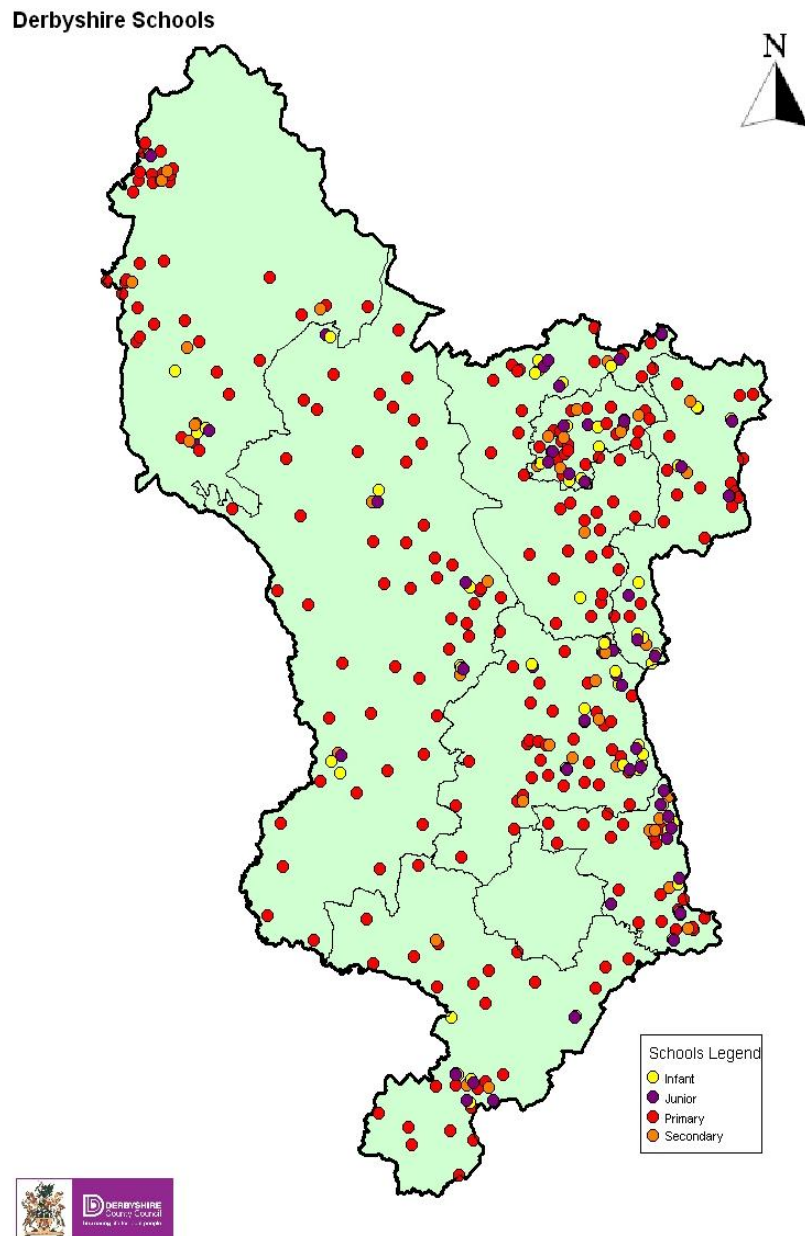 Derbyshire Schools
N
Schools Legend
Infant
Junior
Primary
Secondary
DERBYSHIRE
County Council